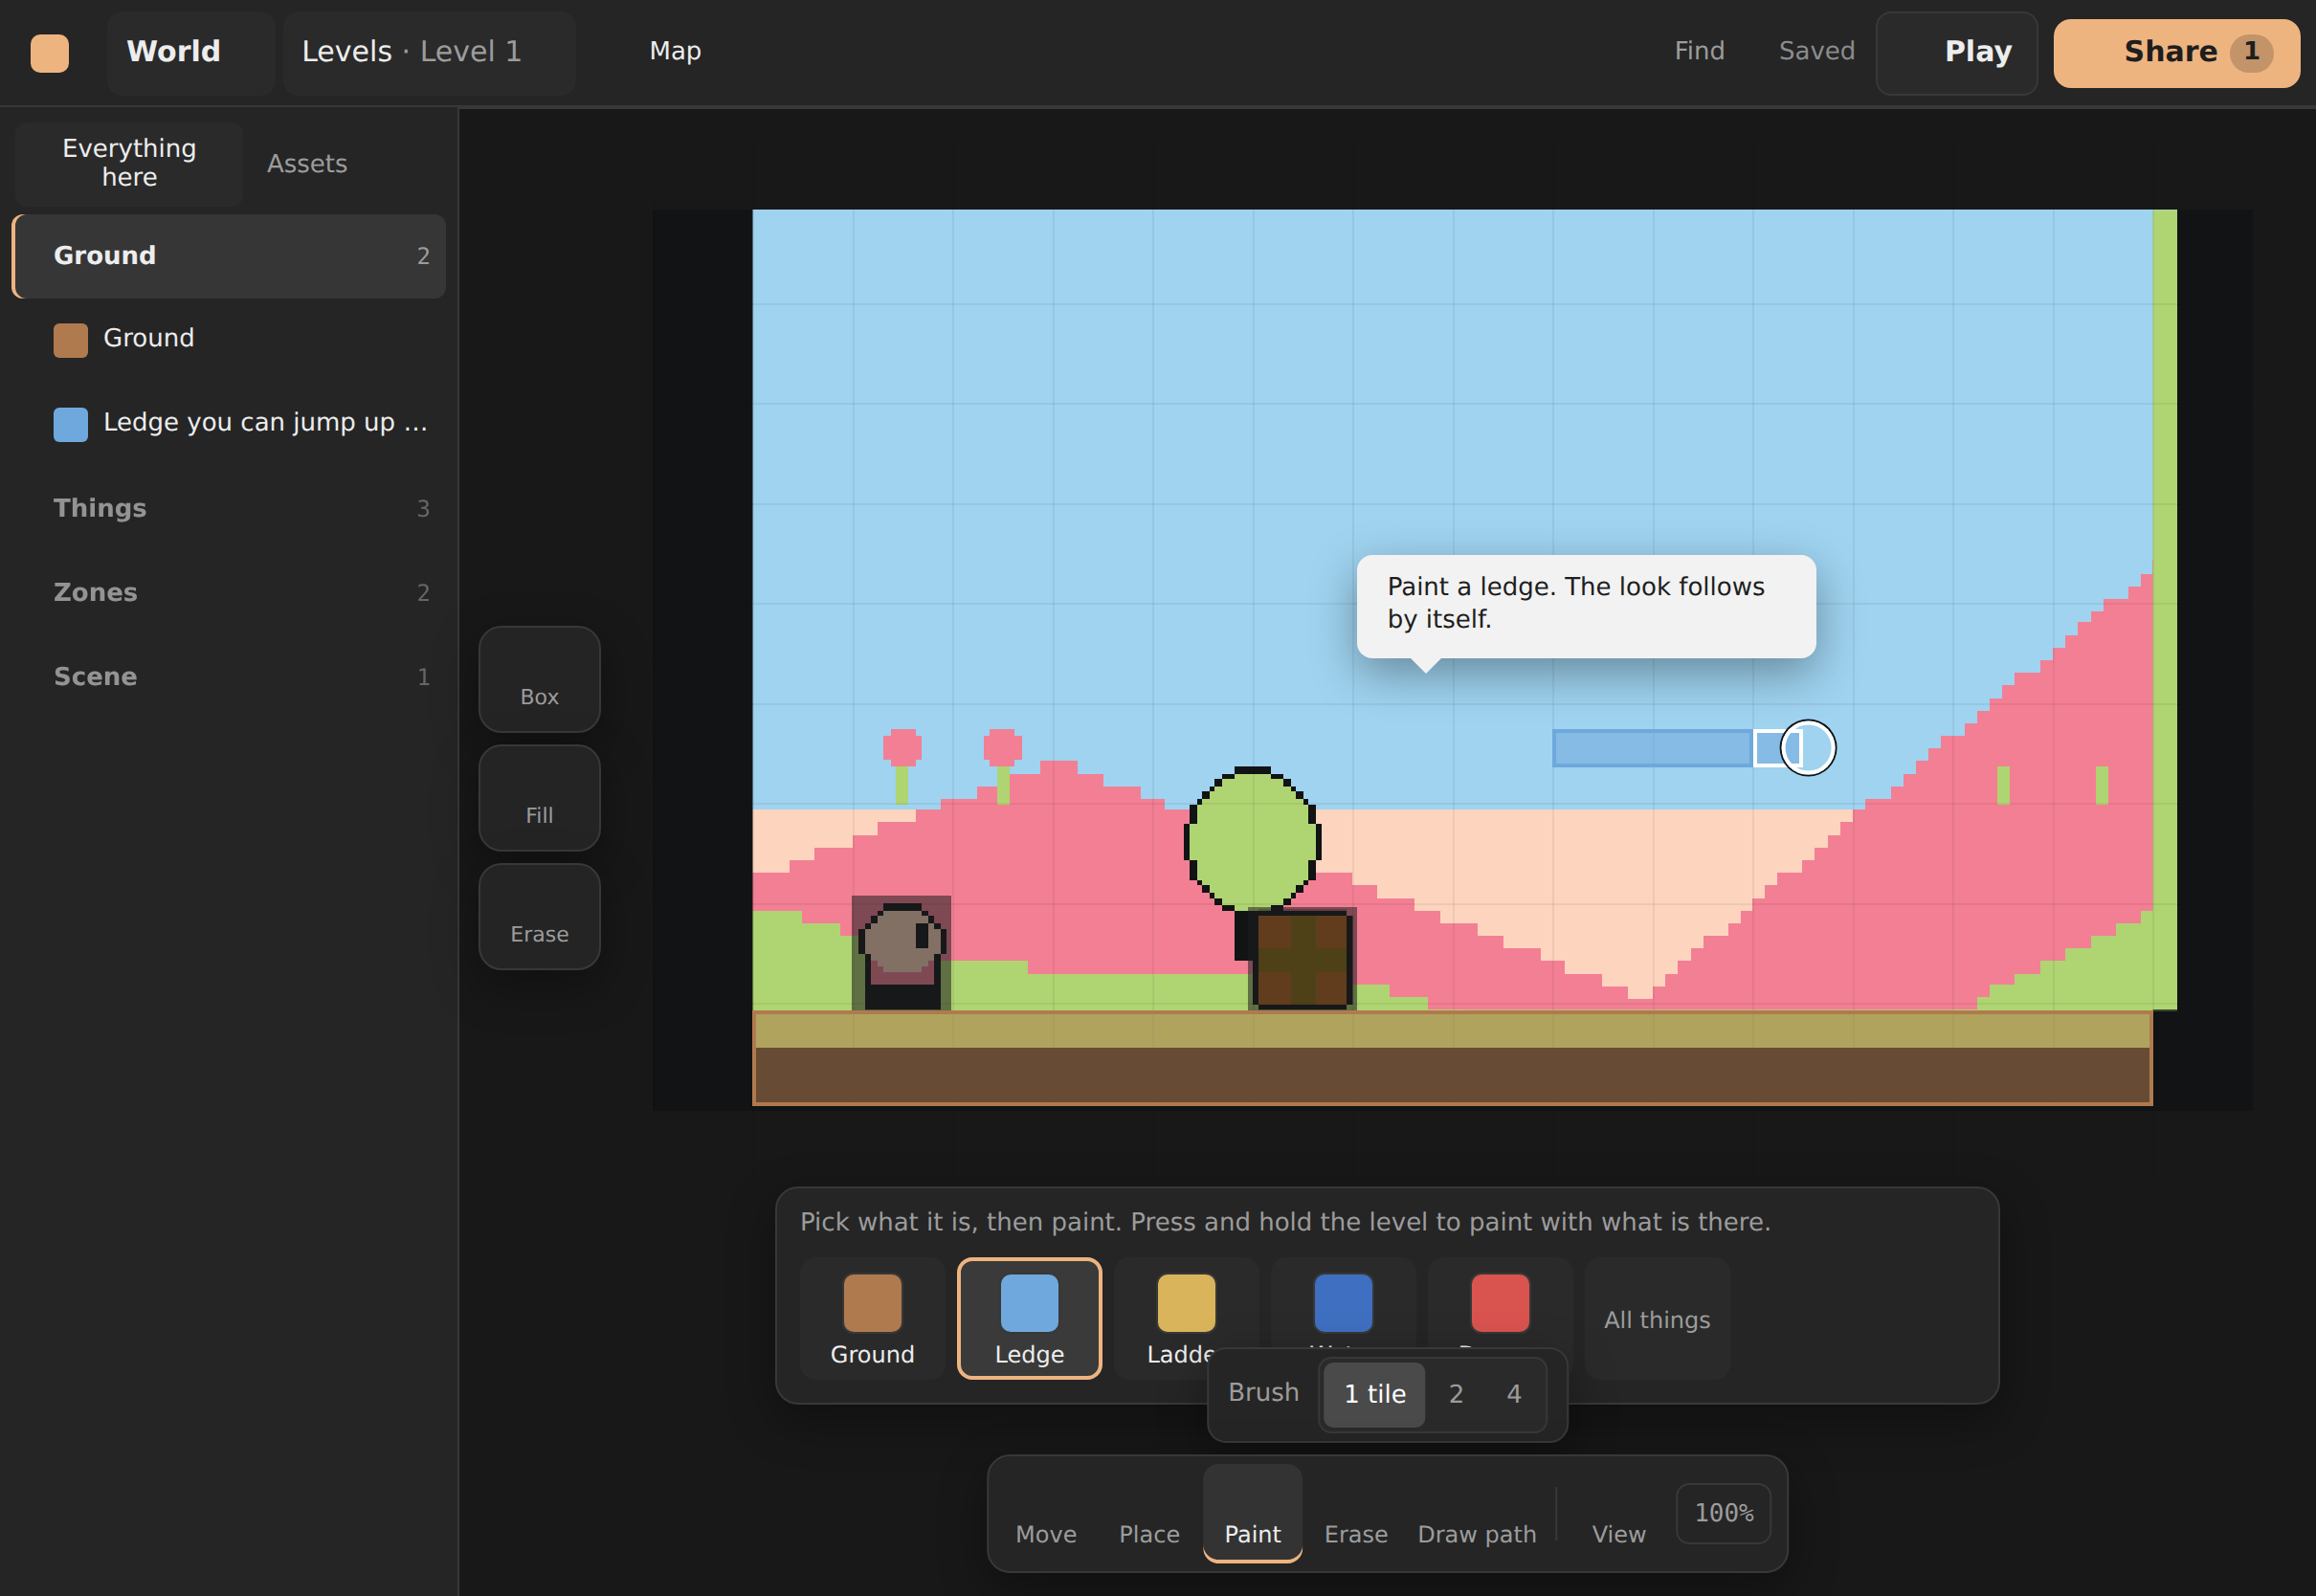 World
Levels · Level 1
Map
Find
Saved
Play
Share 1
Everything
here
Assets
Ground 2
Ground
Ledge you can jump up ...
Things 3
Zones 2
Scene 1
Box
Fill
Erase
Paint a ledge. The look follows
by itself.
Pick what it is, then paint. Press and hold the level to paint with what is there.
Ground
Ledge
All things
Brush
1 tile
2
4
Move
Place
Paint
Erase
Draw path
View
100%